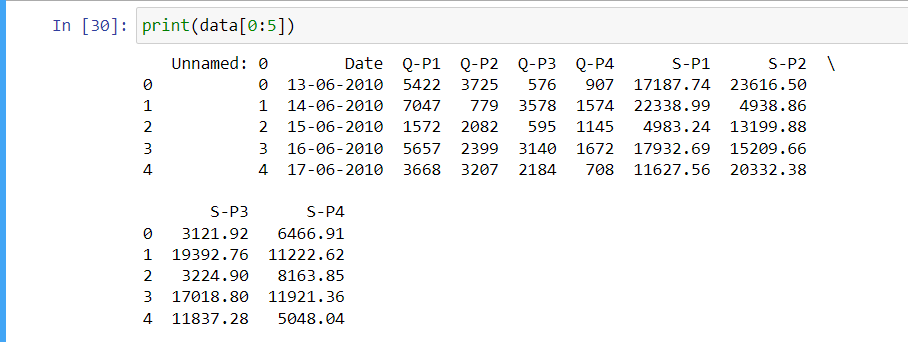 In [30]: print(data[0:5])
Unnamed: 0 Date Q-P1 Q-P2 Q-P3 Q-P4 S-P1 S-P2 \
0 0 13-06-2010 5422 3725 576 907 17187.74 23616.50
1 1 14-06-2010 7047 779 3578 1574 22338.99 4938.86
2 2 15-06-2010 1572 2082 595 1145 4983.24 13199.88
3 3 16-06-2010 5657 2399 3140 1672 17932.69 15209.66
4 4 17-06-2010 3668 3207 2184 708 11627.56 20332.38
S-P3 S-P4
0 3121.92 6466.91
1 19392.76 11222.62
2 3224.90 8163.85
3 17018.80 11921.36
4 11837.28 5048.04